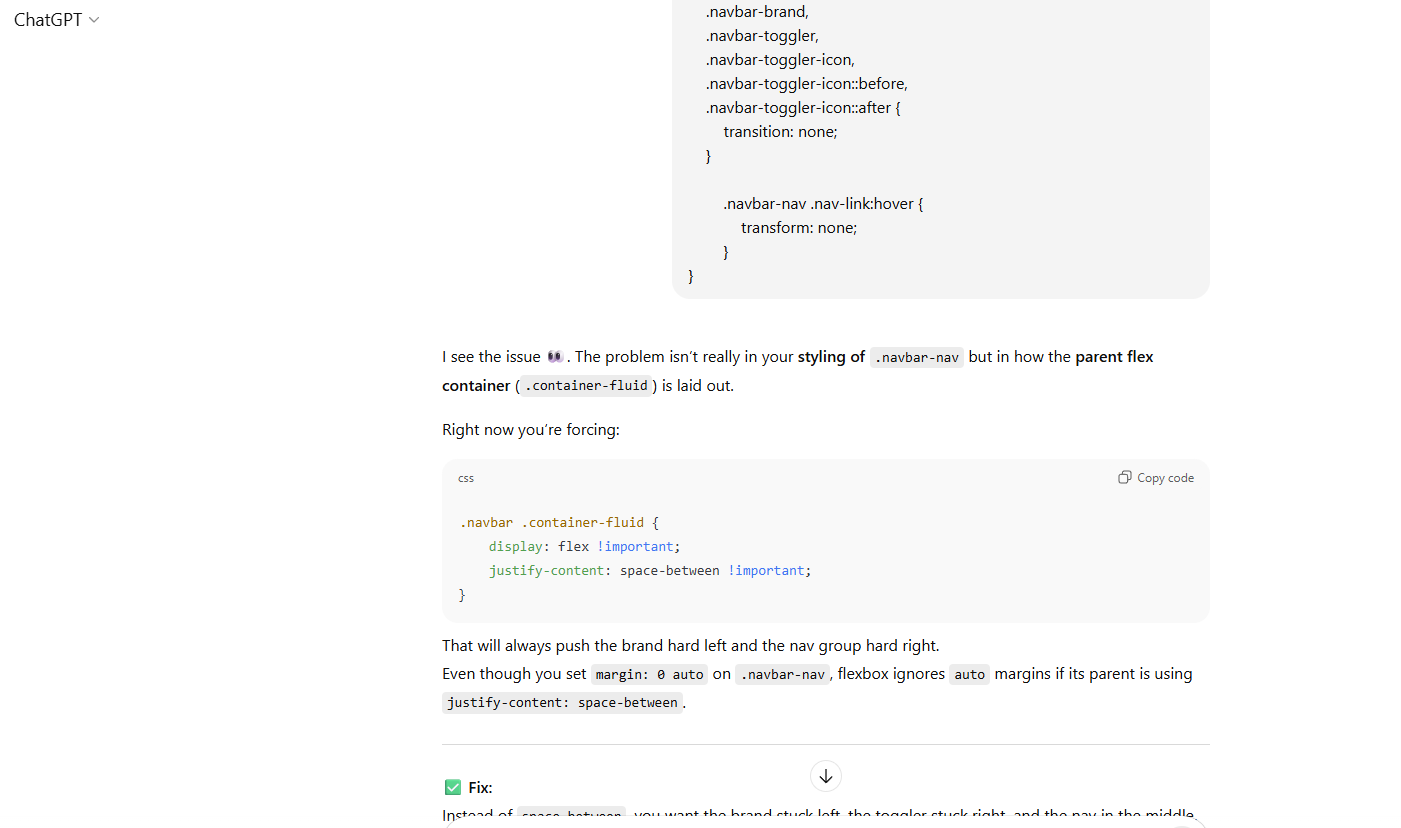 ChatGPT
.navbar-brand,
.navbar-toggler,
.navbar-toggler-icon,
.navbar-toggler-icon::before,
.navbar-toggler-icon::after {
transition: none;
}
.navbar-nav .nav-link:hover {
transform: none;
}
}
I see the issue 👀. The problem isn't really in your styling of .navbar-nav but in how the parent flex
container (.container-fluid) is laid out.
Right now you're forcing:
css
Copy code
.navbar .container-fluid {
display: flex !important;
justify-content: space-between !important;
}
That will always push the brand hard left and the nav group hard right.
Even though you set margin: 0 auto on .navbar-nav, flexbox ignores auto margins if its parent is using
justify-content: space-between.
✅ Fix:
Instead of space-between, you want the brand stuck left, the toggler stuck right, and the nav in the middle.